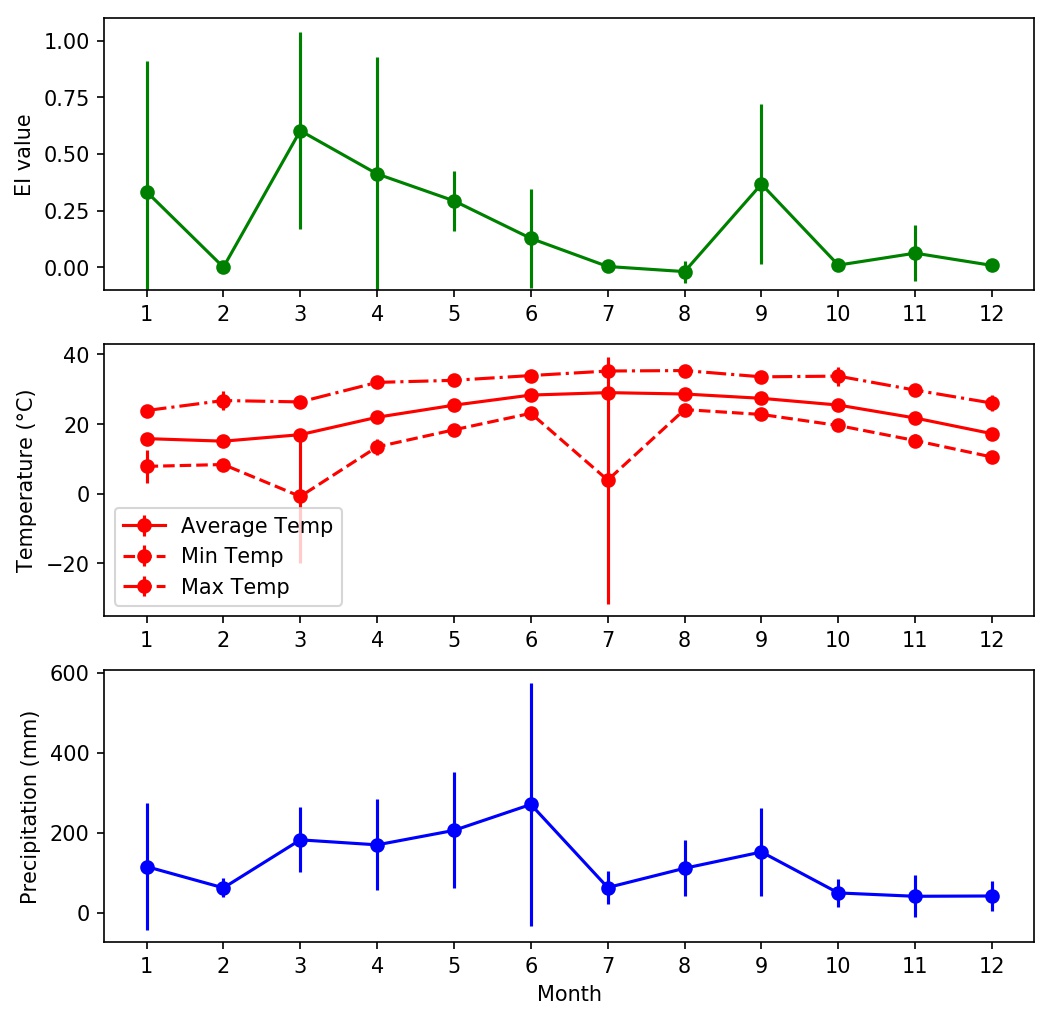 1.00
0.75
0.50
0.25
0.00
EI value
1 2 3 4 5 6 7 8 9 10 11 12
40
20
0
−20
Temperature (°C)
Average Temp
Min Temp
Max Temp
1 2 3 4 5 6 7 8 9 10 11 12
600
400
200
0
Precipitation (mm)
1 2 3 4 5 6 7 8 9 10 11 12
Month